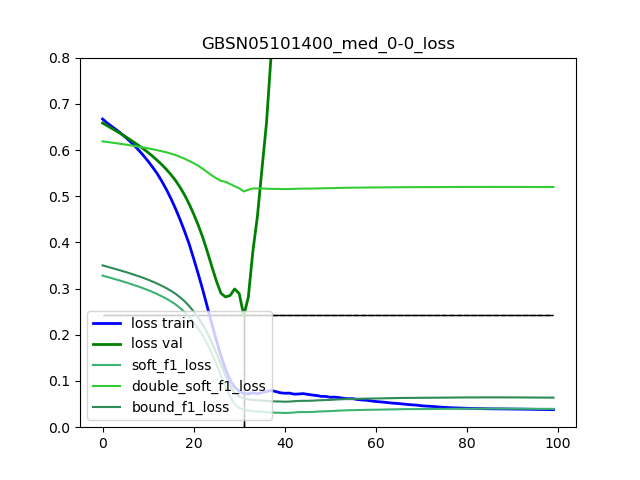 GBSN05101400_med_0-0_loss
0.8
0.7
0.6
0.5
0.4
0.3
0.2
0.1
0.0
loss train
loss val
soft_f1_loss
double_soft_f1_loss
bound_f1_loss
0 20 40 60 80 100